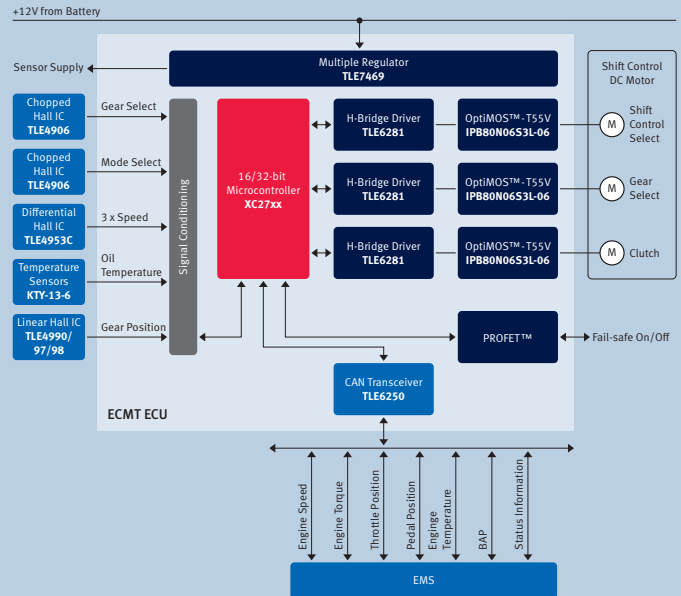 +12V from Battery
Multiple Regulator
TLE7469
Sensor Supply
Shift Control
DC Motor
Chopped
Hall IC
TLE4906
Gear Select
Chopped
Hall IC
TLE4906
Mode Select
Differential
Hall IC
TLE4953C
3 x Speed
Temperature
Sensors
KTY-13-6
Oil
Temperature
Linear Hall IC
TLE4990/
97/98
Gear Position
Signal Conditioning
16/32-bit
Microcontroller
XC27xx
H-Bridge Driver
TLE6281
OptiMOS™-T55V
IPB80N06S3L-06
M
Shift
Control
Select
H-Bridge Driver
TLE6281
OptiMOS™-T55V
IPB80N06S3L-06
M
Gear
Select
H-Bridge Driver
TLE6281
OptiMOS™-T55V
IPB80N06S3L-06
M
Clutch
PROFET™
Fail-safe On/Off
CAN Transceiver
TLE6250
ECMT ECU
Engine Speed
Engine Torque
Throttle Position
Pedal Position
Enginge
Temperature
BAP
Status Information
EMS